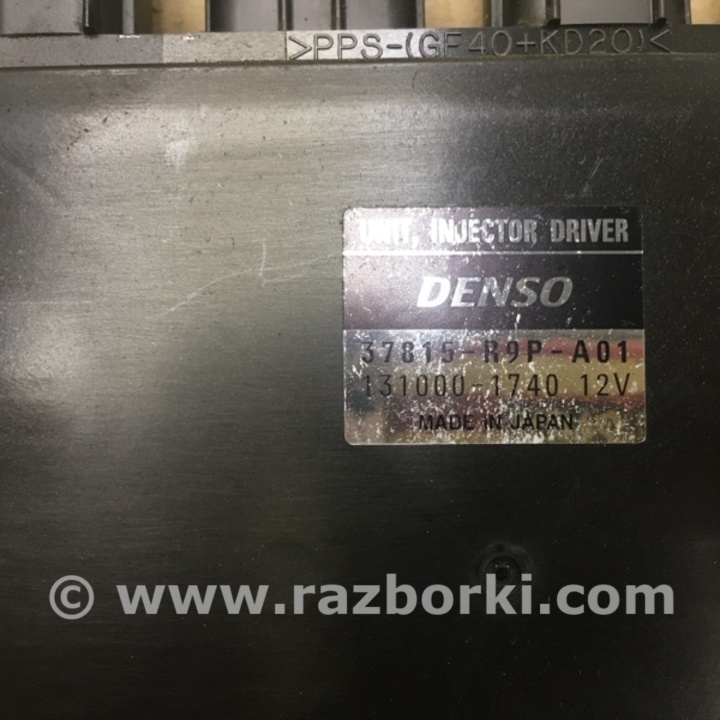 >PPS-(GF40+KD20)<
UNIT, INJECTOR DRIVER
DENSO
37815-R9P-A01
131000-1740 12V
MADE IN JAPAN
© www.razborki.com